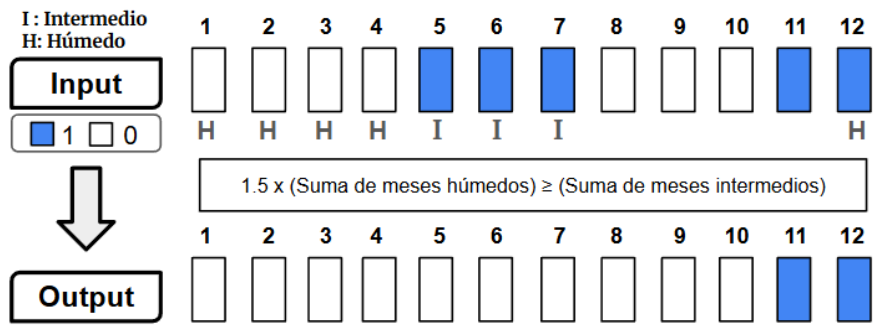 I : Intermedio
H: Húmedo
1 2 3 4 5 6 7 8 9 10 11 12
Input
1 0
H H H H I I I H
1.5 x (Suma de meses húmedos) ≥ (Suma de meses intermedios)
1 2 3 4 5 6 7 8 9 10 11 12
Output